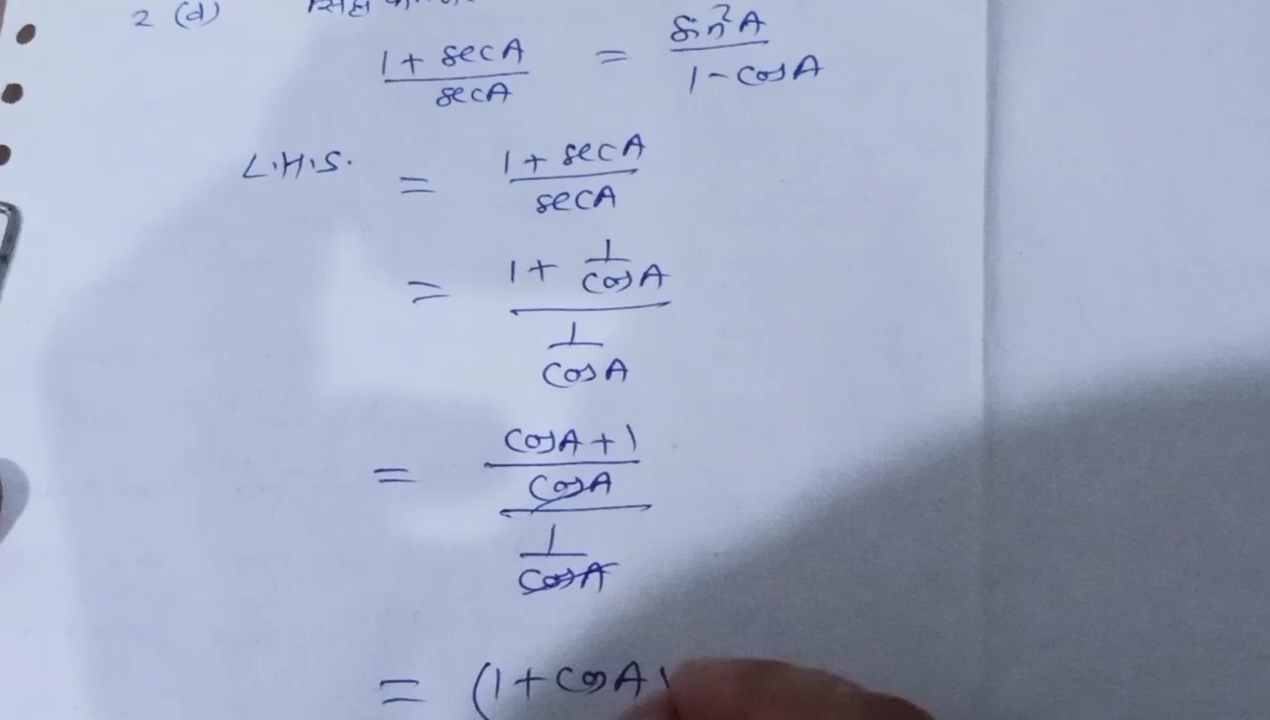 2 (d) सिद्ध
1 + secA / secA = sin²A / 1 - cosA
L.H.S. = 1 + secA / secA
= 1 + 1/cosA / 1/cosA
= cosA + 1 / cosA / 1 / cosA
= (1 + cosA)